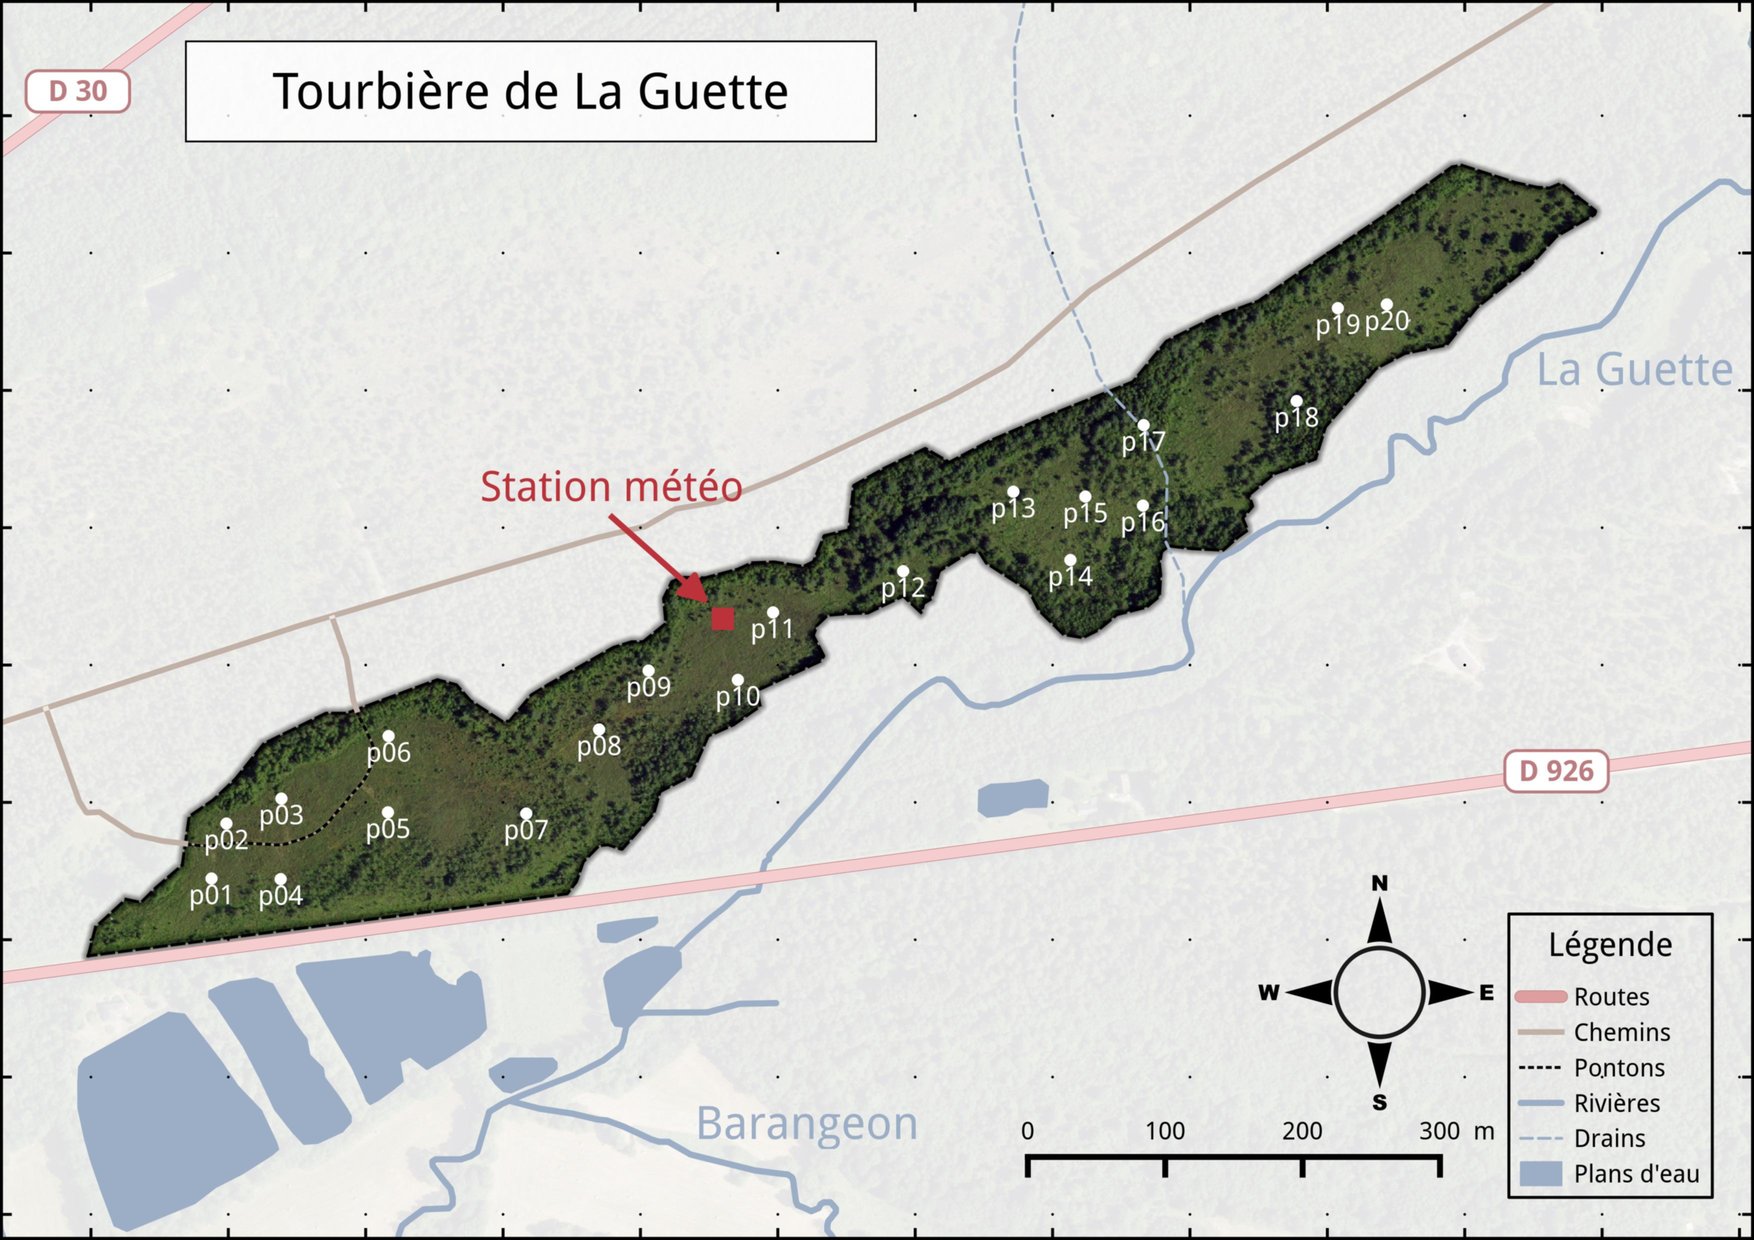 D 30
Tourbière de La Guette
p19
p20
La Guette
p18
p17
Station météo
p13
p15
p16
p14
p12
p11
p09
p10
p06
p08
D 926
p03
p02
p05
p07
p01
p04
N
W
E
S
Légende
Routes
Chemins
Pontons
Rivières
Drains
Plans d'eau
Barangeon
0 100 200 300 m